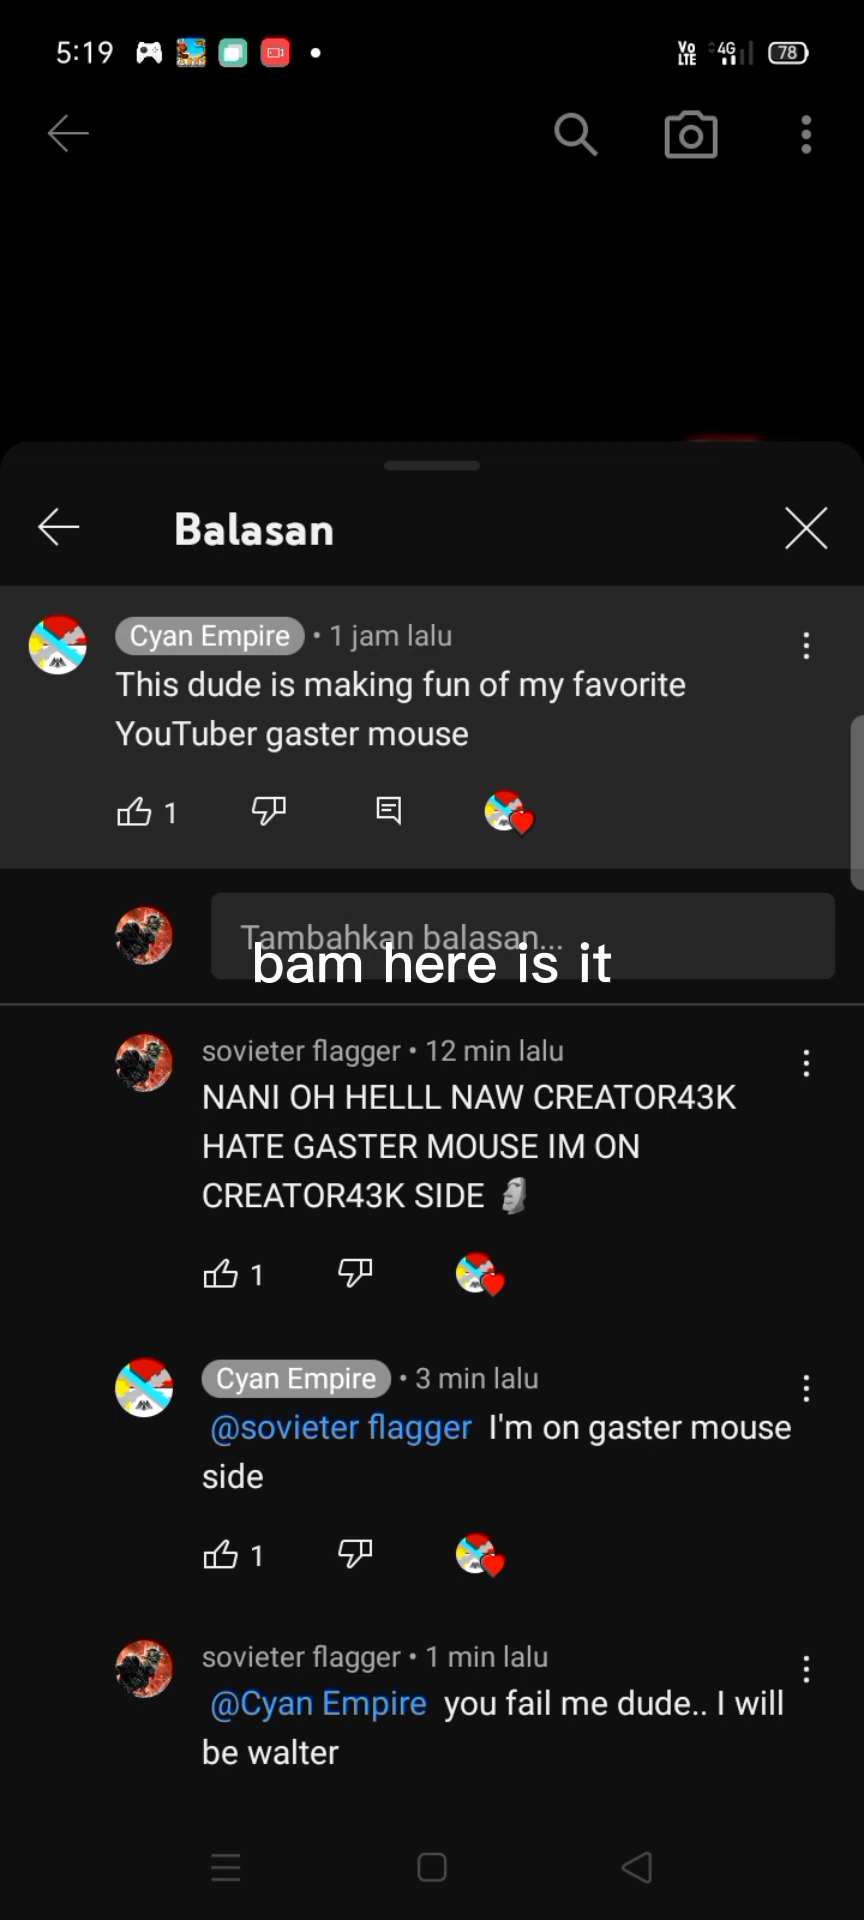 5:19
Vo
LTE
4G
78
Balasan
Cyan Empire • 1 jam lalu
This dude is making fun of my favorite
YouTuber gaster mouse
1
Tambahkan balasan...
bam here is it
sovieter flagger • 12 min lalu
NANI OH HELLL NAW CREATOR43K
HATE GASTER MOUSE IM ON
CREATOR43K SIDE 🗿
1
Cyan Empire • 3 min lalu
@sovieter flagger I'm on gaster mouse
side
1
sovieter flagger • 1 min lalu
@Cyan Empire you fail me dude.. I will
be walter